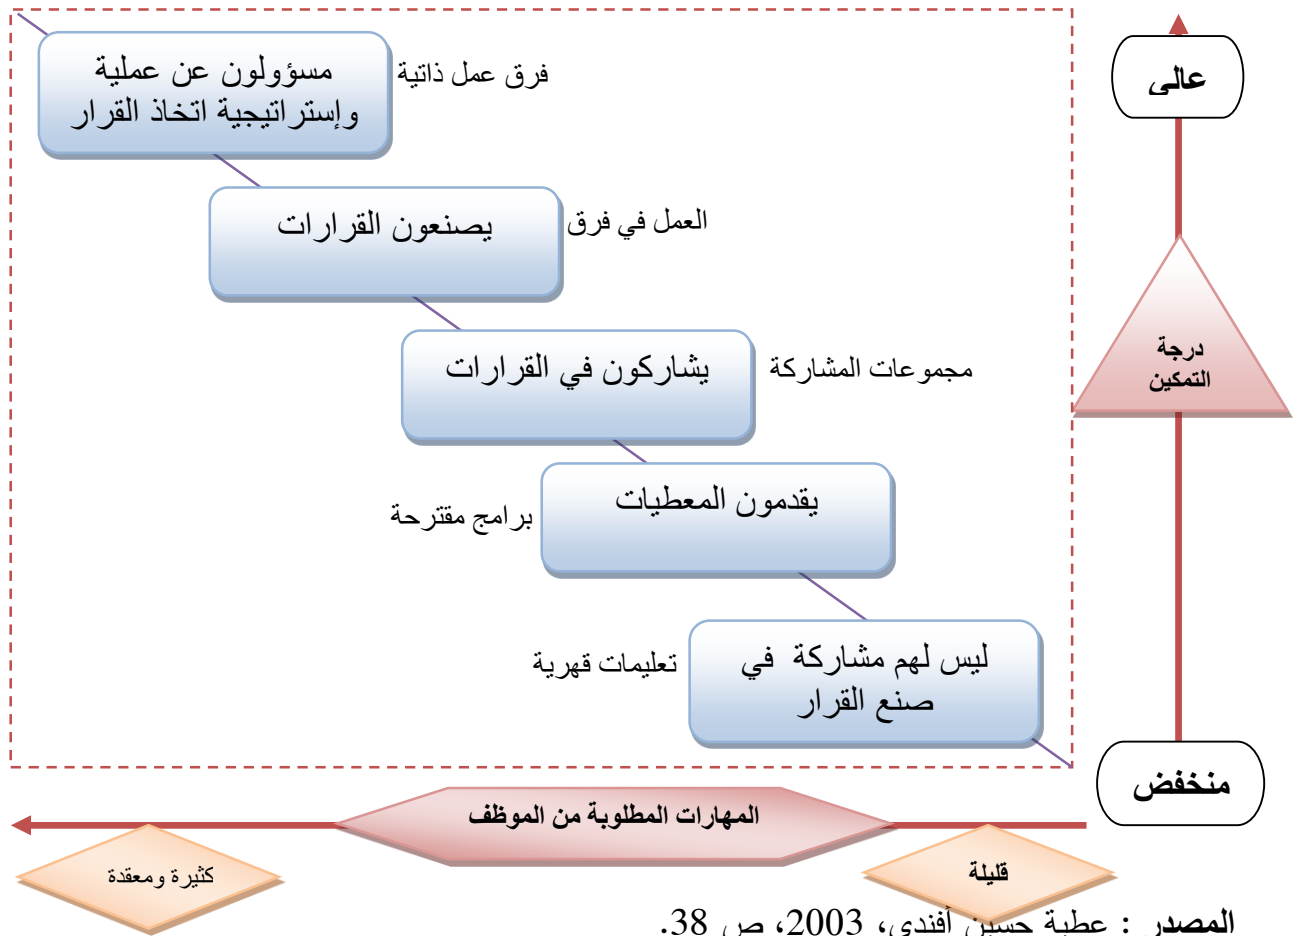 عالى
مسؤولون عن عملية
وإستراتيجية اتخاذ القرار
فرق عمل ذاتية
يصنعون القرارات
العمل في فرق
درجة
التمكين
يشاركون في القرارات
مجموعات المشاركة
يقدمون المعطيات
برامج مقترحة
ليس لهم مشاركة في
صنع القرار
تعليمات قهرية
منخفض
المهارات المطلوبة من الموظف
قليلة
كثيرة ومعقدة
المصدر : عطية حسين أفندي، 2003، ص 38.